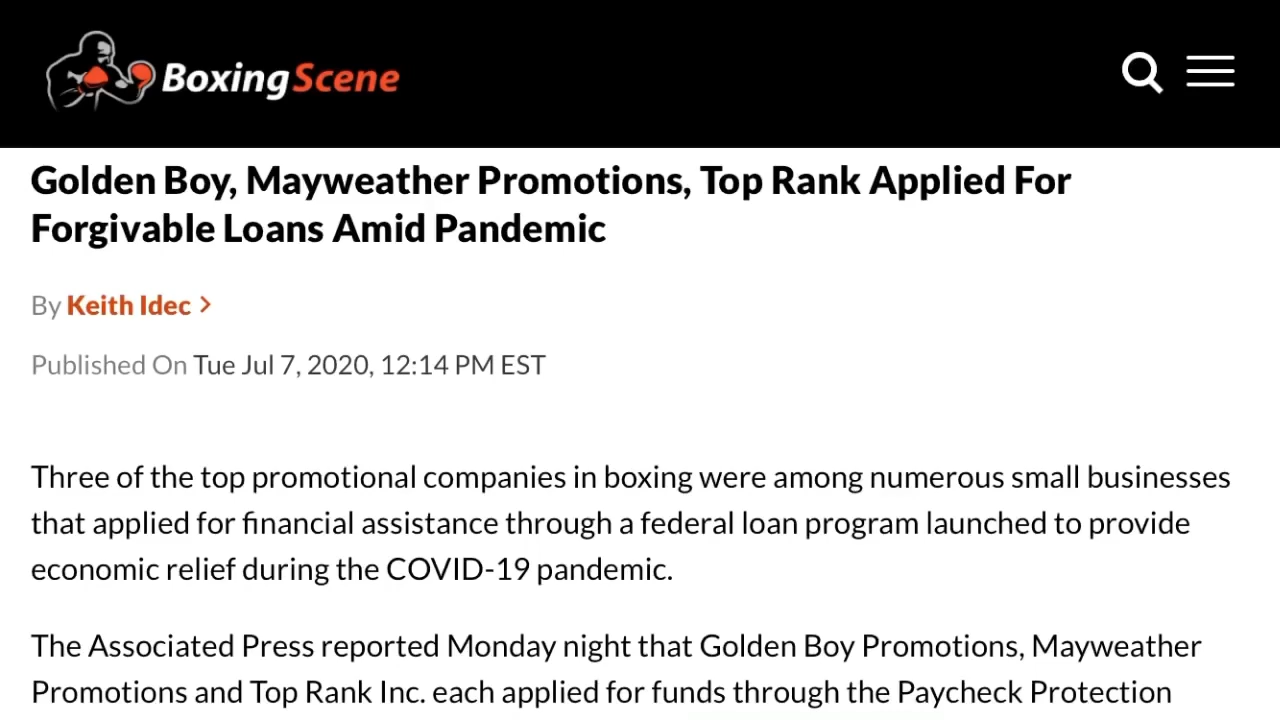 BoxingScene
Golden Boy, Mayweather Promotions, Top Rank Applied For
Forgivable Loans Amid Pandemic
By Keith Idec >
Published On Tue Jul 7, 2020, 12:14 PM EST
Three of the top promotional companies in boxing were among numerous small businesses
that applied for financial assistance through a federal loan program launched to provide
economic relief during the COVID-19 pandemic.
The Associated Press reported Monday night that Golden Boy Promotions, Mayweather
Promotions and Top Rank Inc. each applied for funds through the Paycheck Protection